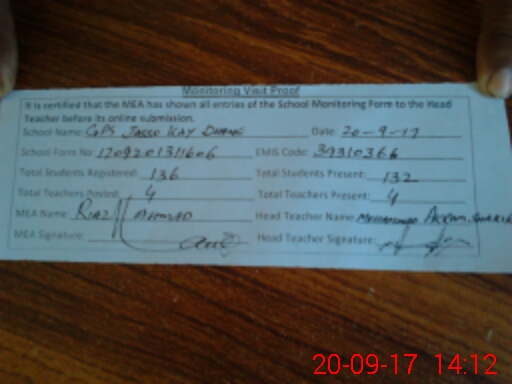 Monitoring Visit Proof
It is certified that the MEA has shown all entries of the School Monitoring Form to the Head
Teacher before its online submission.
School Name: GPS JASSO KAY Date: 20-9-17
School Form No: EMIS Code: 39310366
Total Students Registered: 136 Total Students Present: 132
Total Teachers Posted: 4 Total Teachers Present: 4
MEA Name: RIAZ AHMAD Head Teacher Name: MUHAMMAD AKRAM
MEA Signature: Head Teacher Signature:
20-09-17 14:12